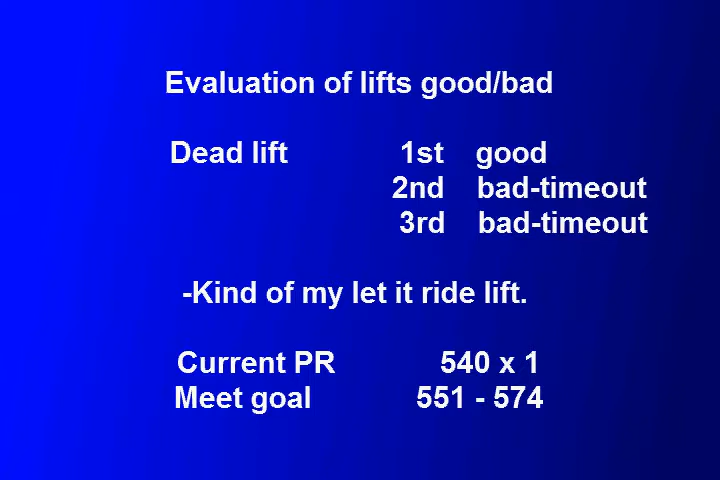 Evaluation of lifts good/bad
Dead lift 1st good
2nd bad-timeout
3rd bad-timeout
-Kind of my let it ride lift.
Current PR 540 x 1
Meet goal 551 - 574